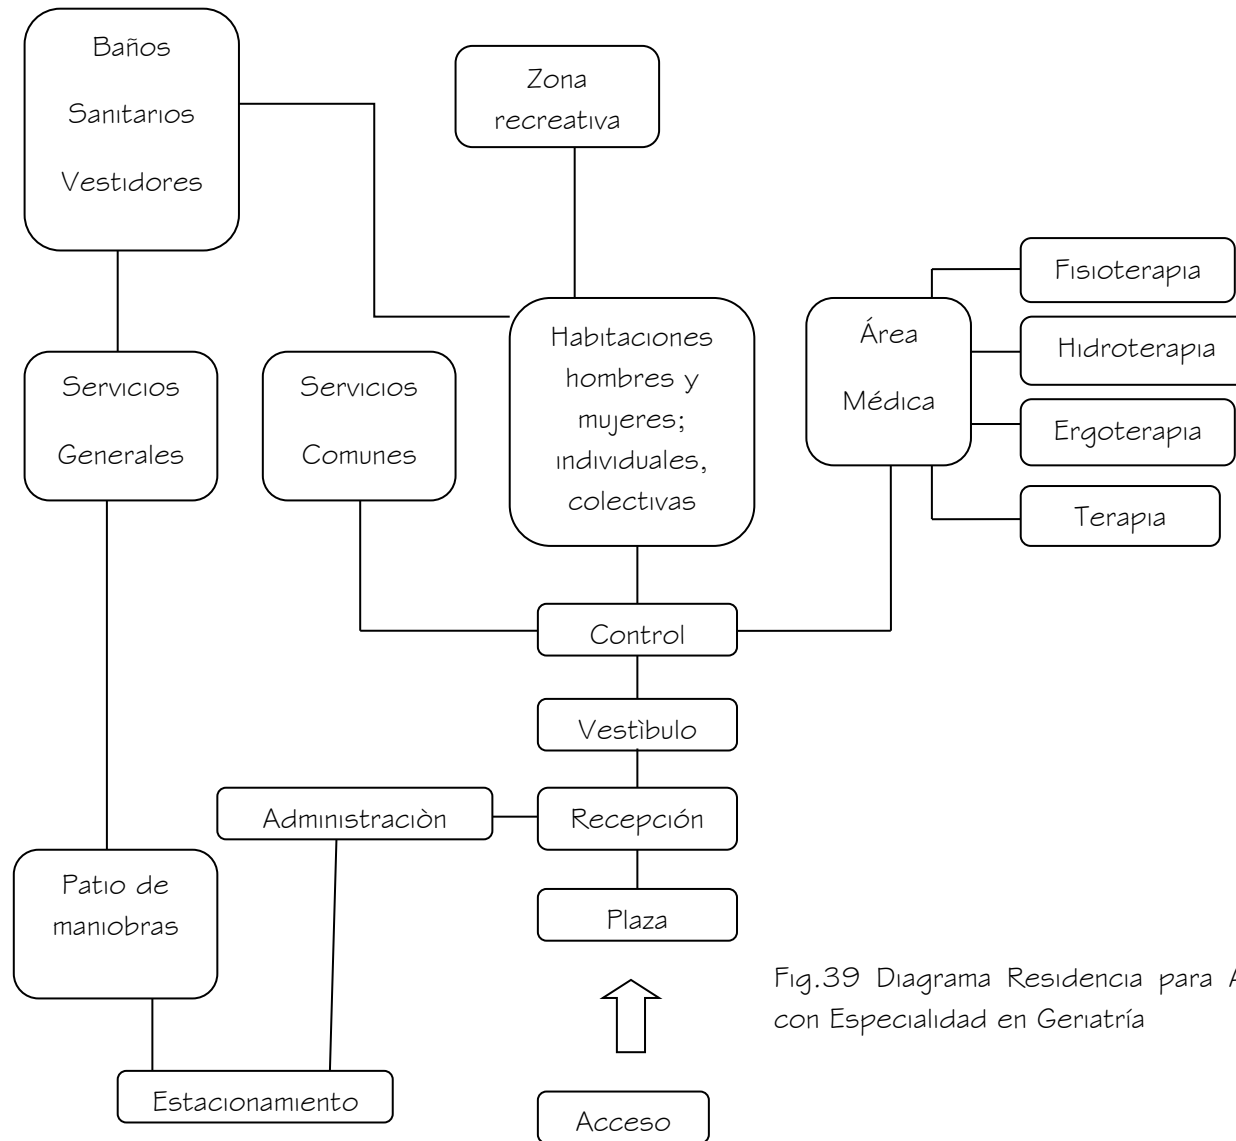 Baños
Sanitarios
Vestidores
Zona
recreativa
Fisioterapia
Hidroterapia
Ergoterapia
Terapia
Área
Médica
Habitaciones
hombres y
mujeres;
individuales,
colectivas
Servicios
Generales
Servicios
Comunes
Control
Vestìbulo
Administraciòn
Recepción
Patio de
maniobras
Plaza
Fig.39 Diagrama Residencia para A
con Especialidad en Geriatría
Estacionamiento
Acceso